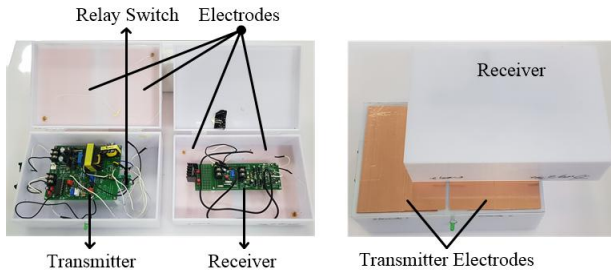 Relay Switch
Electrodes
Transmitter
Receiver
Receiver
Transmitter Electrodes